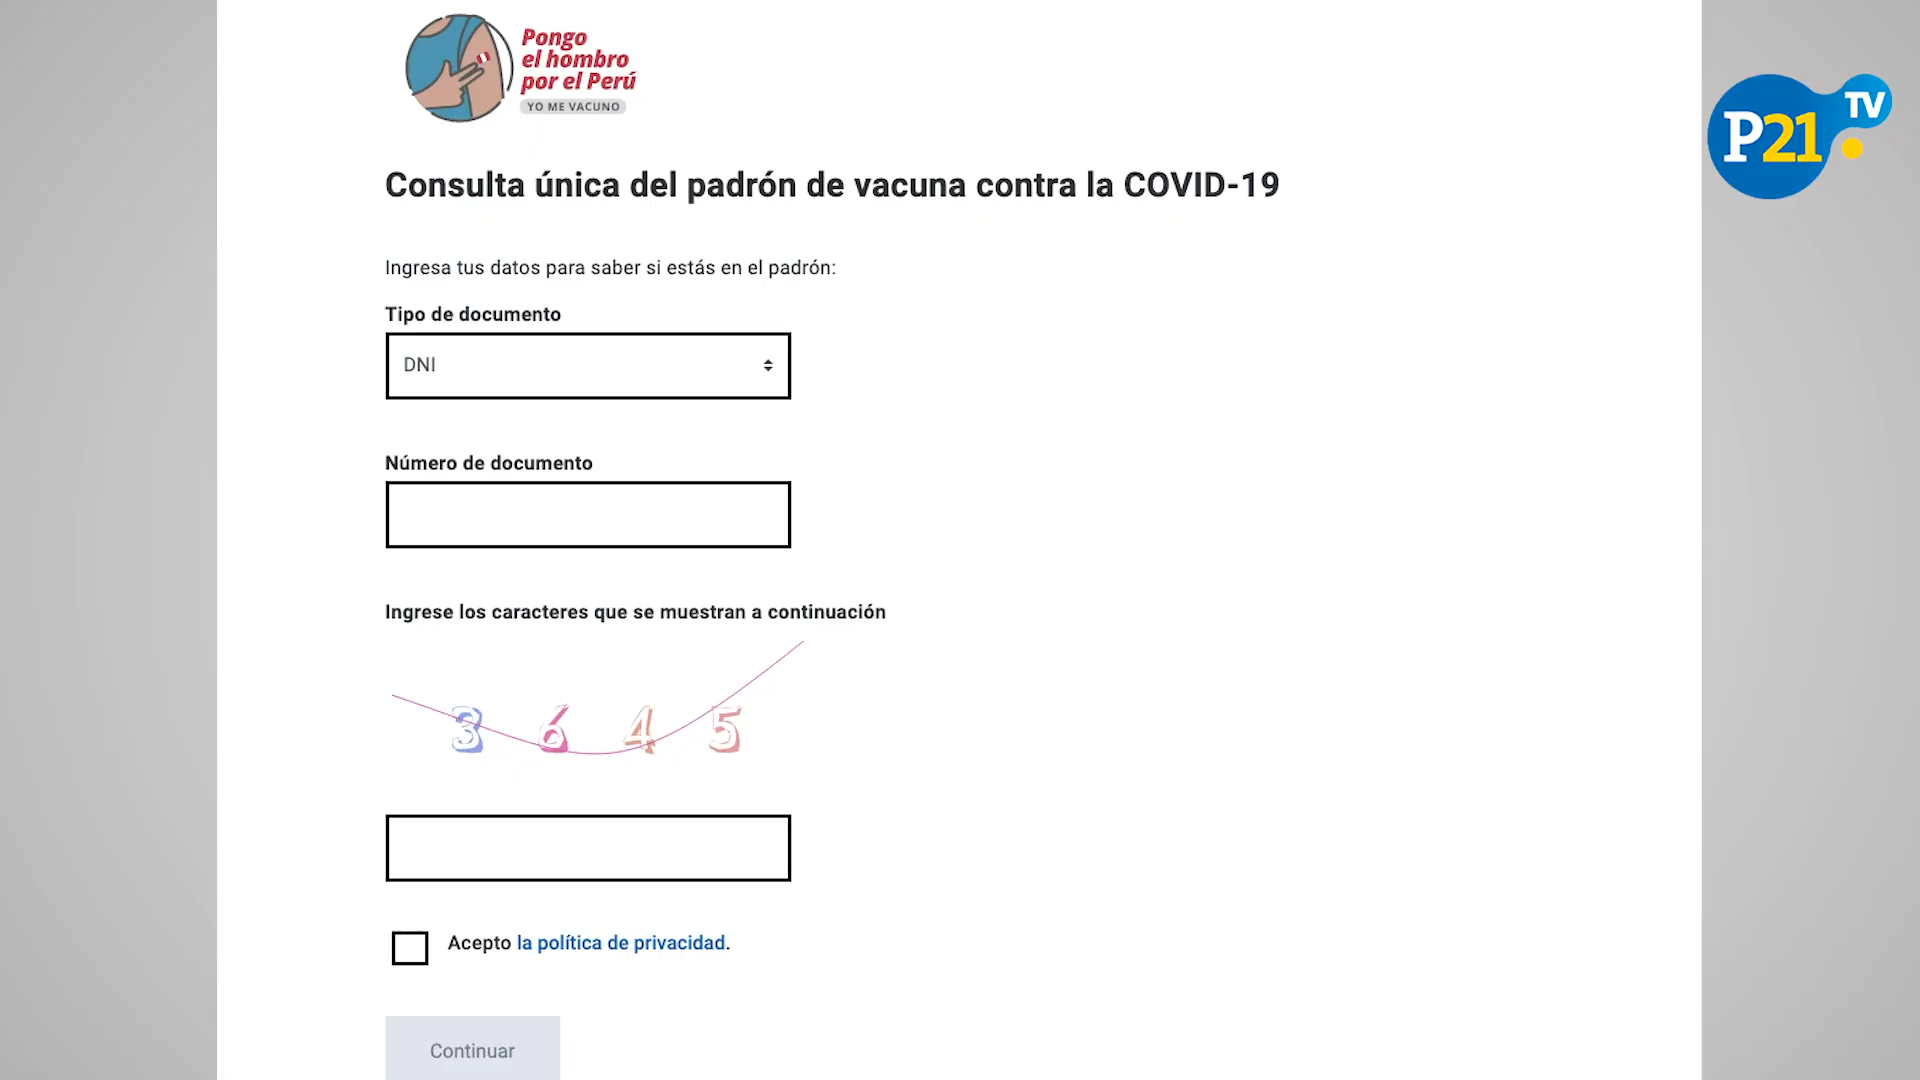 Pongo
el hombro
por el Perú
YO ME VACUNO
P21 TV
Consulta única del padrón de vacuna contra la COVID-19
Ingresa tus datos para saber si estás en el padrón:
Tipo de documento
DNI
Número de documento
Ingrese los caracteres que se muestran a continuación
3 6 4 5
Acepto la política de privacidad.
Continuar